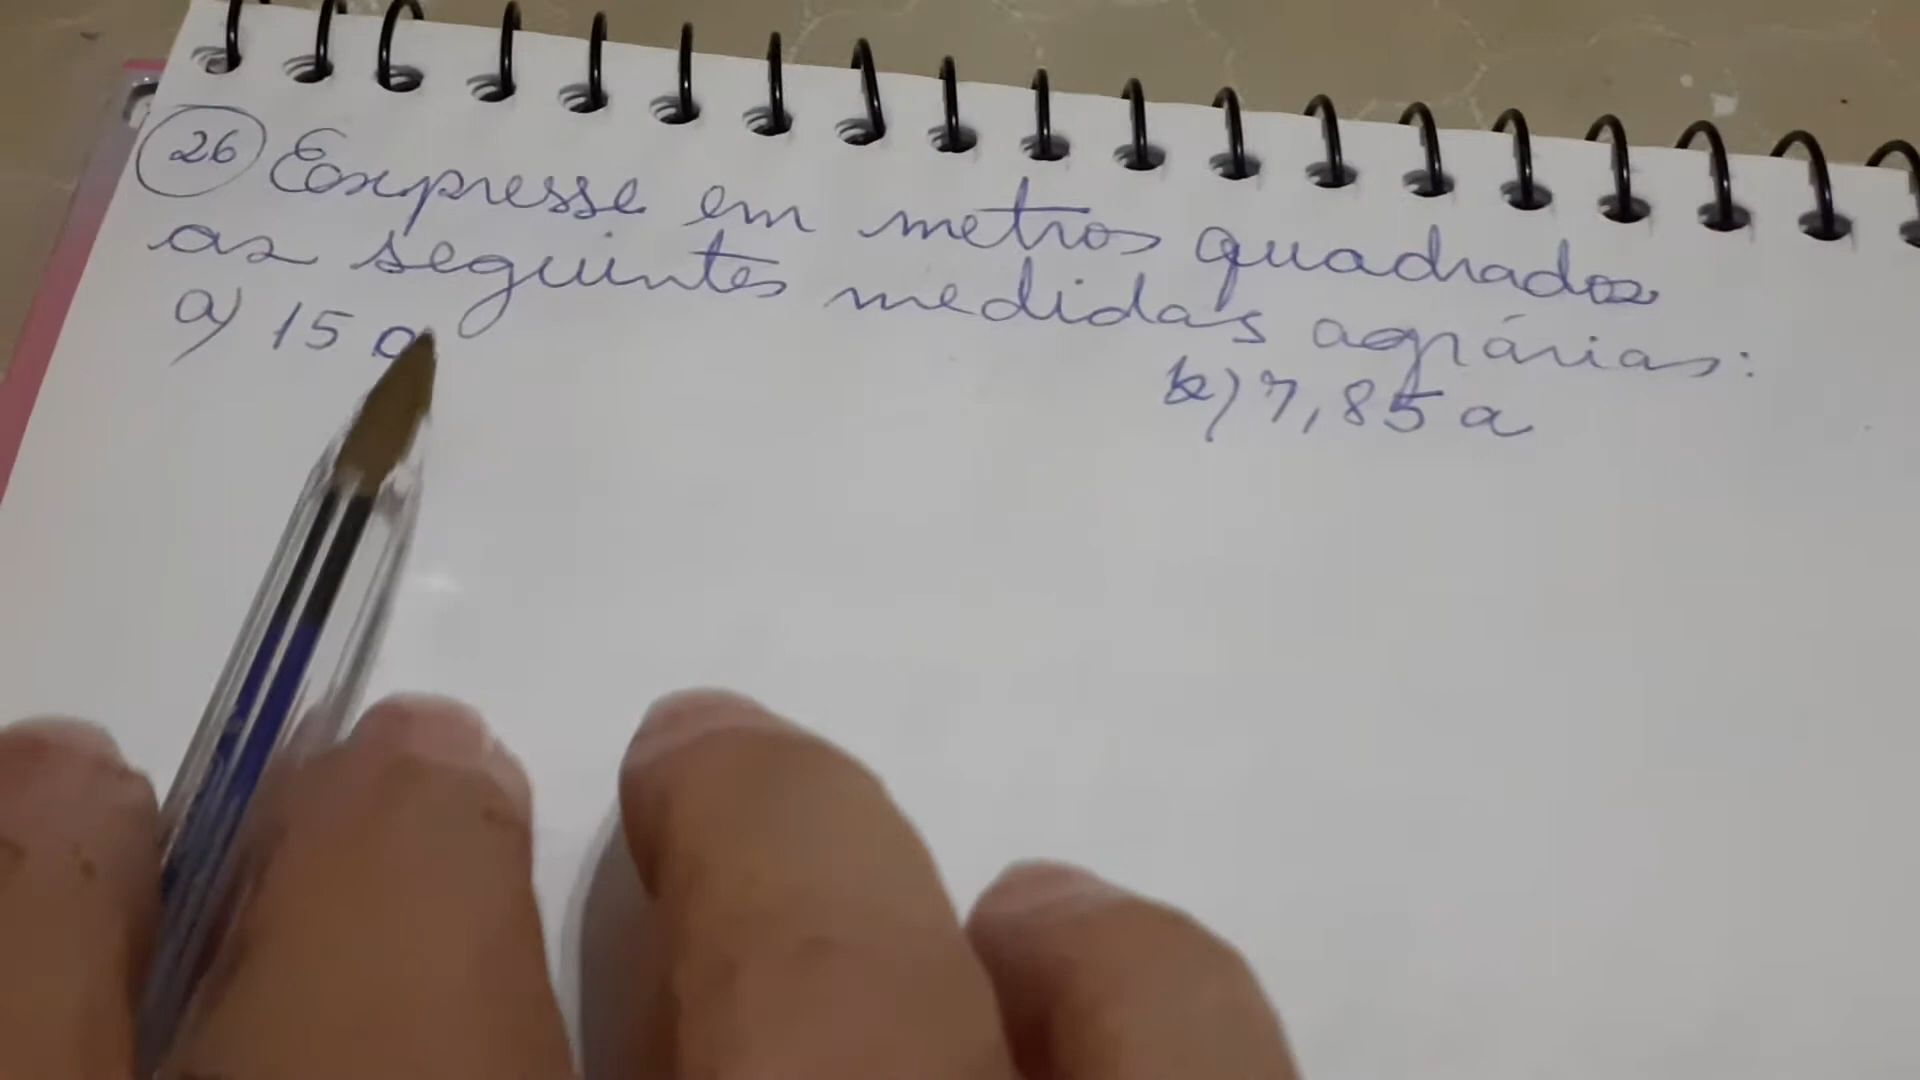 26 Expresse em metros quadrados
as seguintes medidas agrárias:
a) 15 a
b) 7,85 a